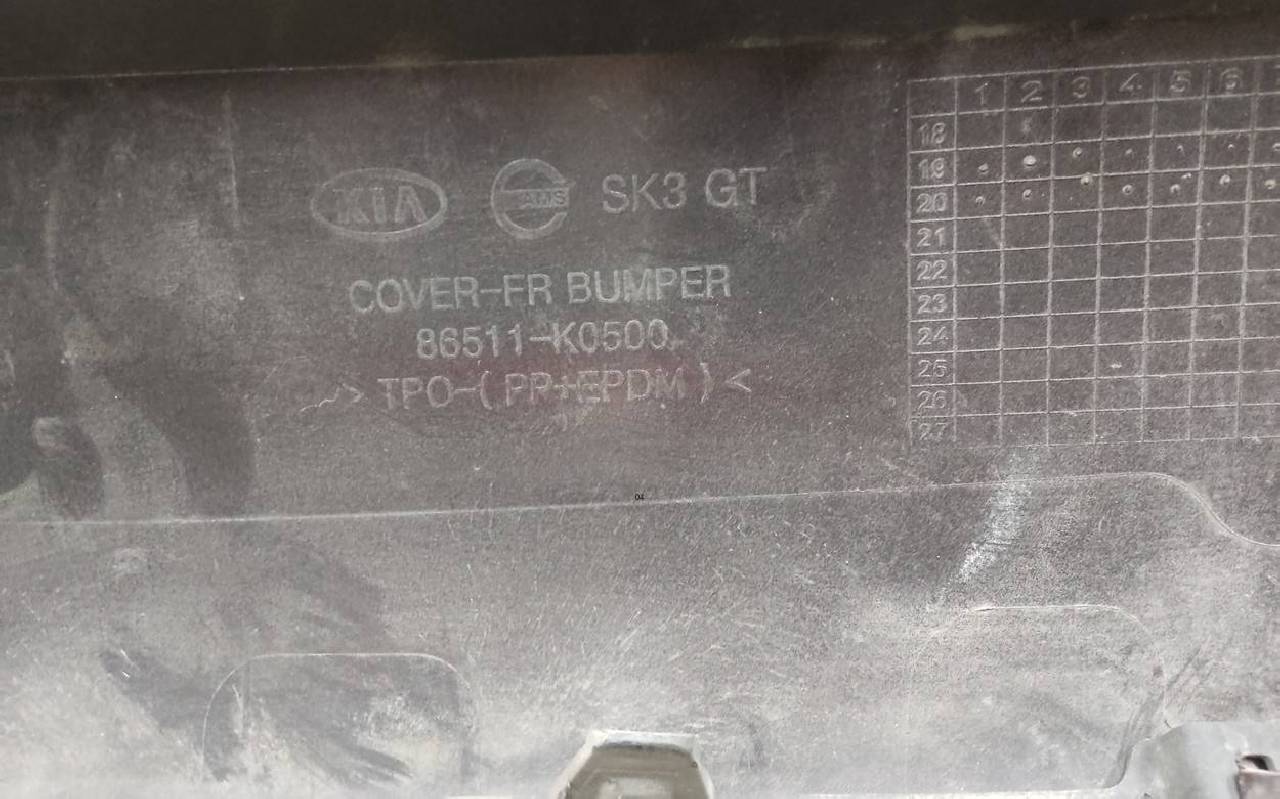 KIA AMS SK3 GT
COVER-FR BUMPER
86511-K0500
>TPO-(PP+EPDM)<
1 2 3 4 5 6
18
19
20
21
22
23
24
25
26
27